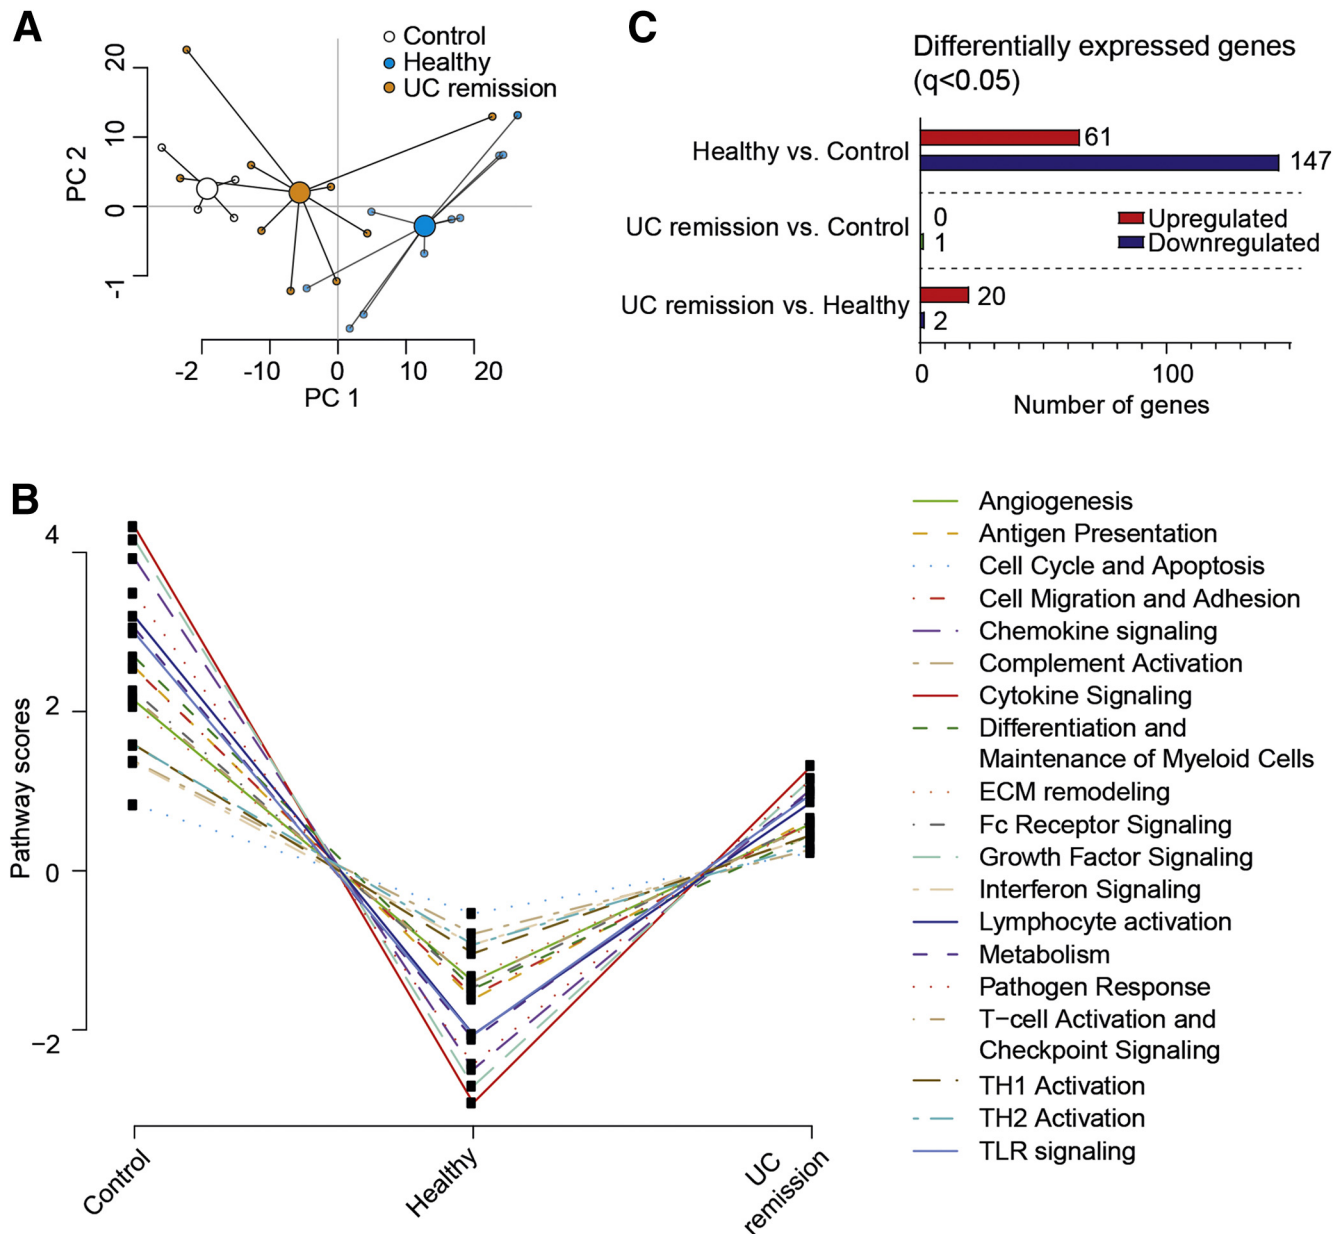 A
Control
Healthy
UC remission
PC 2
20
10
0
-1
-2
-10
0
10
20
PC 1
C
Differentially expressed genes
(q<0.05)
Healthy vs. Control
61
147
UC remission vs. Control
0
1
Upregulated
Downregulated
UC remission vs. Healthy
20
2
0
100
Number of genes
B
Pathway scores
4
2
0
−2
Control
Healthy
UC
remission
Angiogenesis
Antigen Presentation
Cell Cycle and Apoptosis
Cell Migration and Adhesion
Chemokine signaling
Complement Activation
Cytokine Signaling
Differentiation and
Maintenance of Myeloid Cells
ECM remodeling
Fc Receptor Signaling
Growth Factor Signaling
Interferon Signaling
Lymphocyte activation
Metabolism
Pathogen Response
T−cell Activation and
Checkpoint Signaling
TH1 Activation
TH2 Activation
TLR signaling